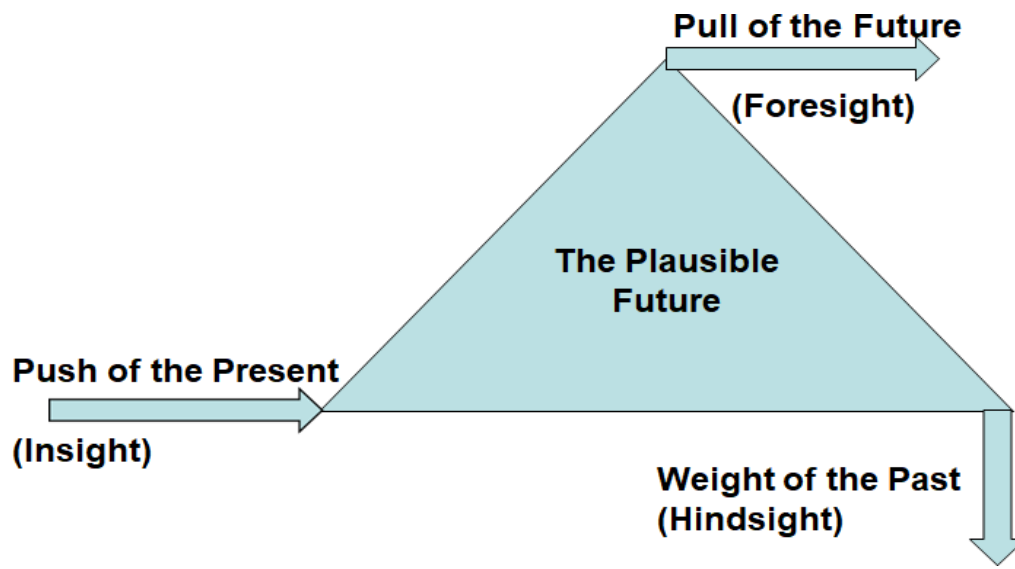 Pull of the Future
(Foresight)
The Plausible
Future
Push of the Present
(Insight)
Weight of the Past
(Hindsight)